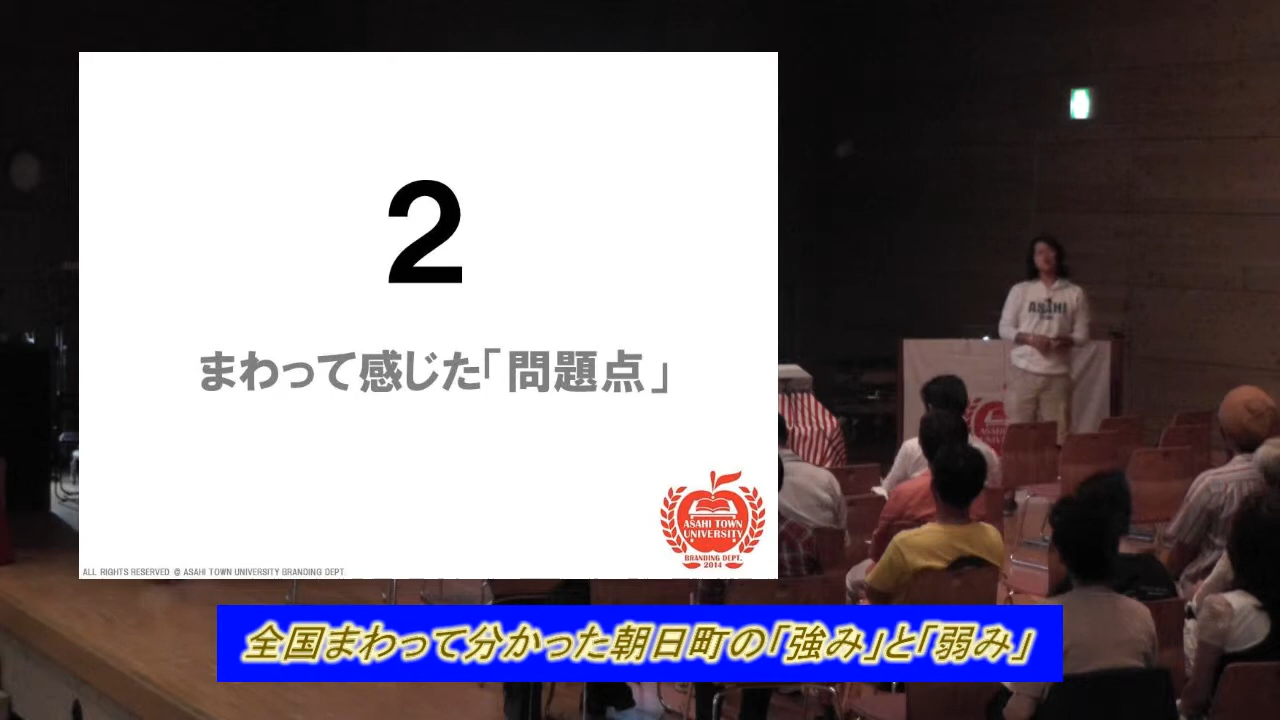 2
まわって感じた「問題点」
ASAHI TOWN
UNIVERSITY
BRANDING DEPT.
2014
ALL RIGHTS RESERVED @ ASAHI TOWN UNIVERSITY BRANDING DEPT.
ASAHI
全国まわって分かった朝日町の「強み」と「弱み」